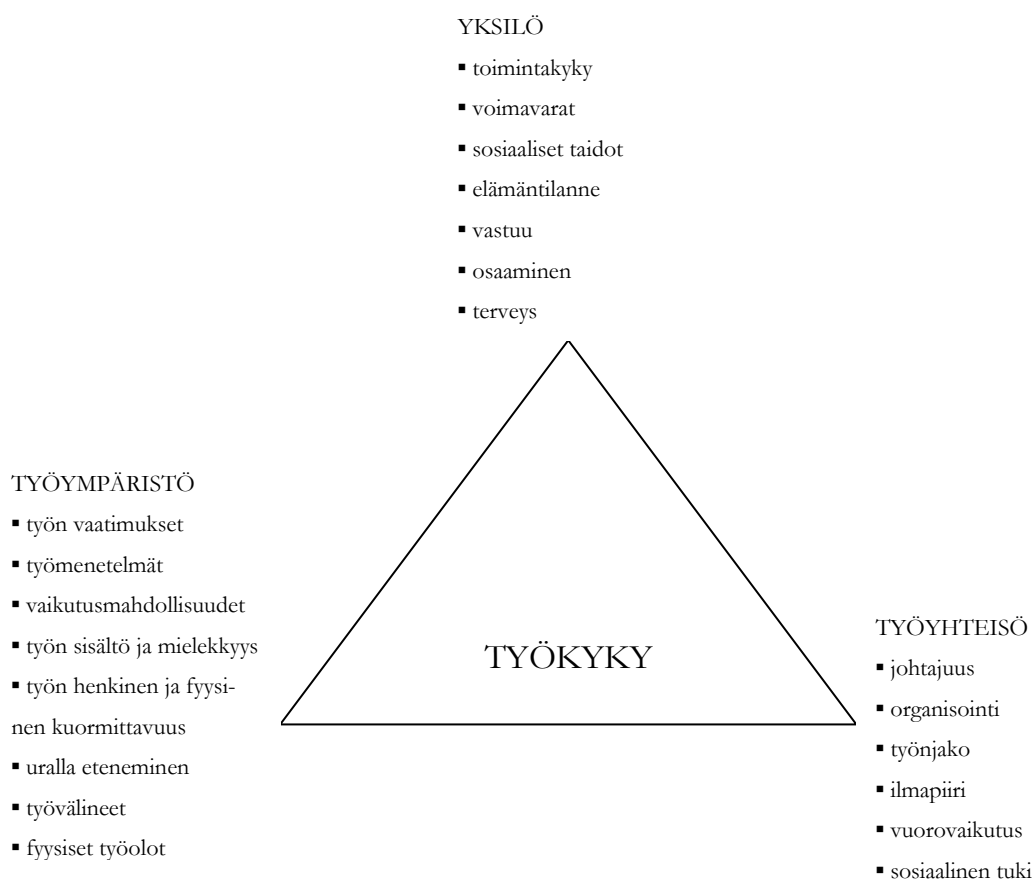 YKSILÖ
▪ toimintakyky
▪ voimavarat
▪ sosiaaliset taidot
▪ elämäntilanne
▪ vastuu
▪ osaaminen
▪ terveys
TYÖYMPÄRISTÖ
▪ työn vaatimukset
▪ työmenetelmät
▪ vaikutusmahdollisuudet
▪ työn sisältö ja mielekkyys
▪ työn henkinen ja fyysi-
nen kuormittavuus
▪ uralla eteneminen
▪ työvälineet
▪ fyysiset työolot
TYÖKYKY
TYÖYHTEISÖ
▪ johtajuus
▪ organisointi
▪ työnjako
▪ ilmapiiri
▪ vuorovaikutus
▪ sosiaalinen tuki